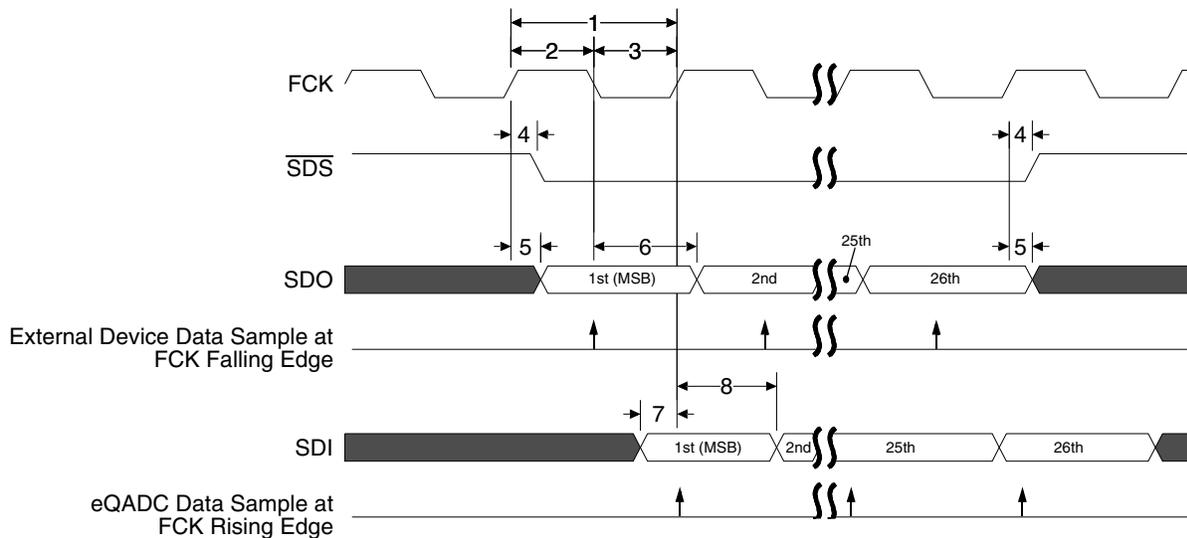 1
2 3
FCK
4 4
SDS
5 6 25th 5
SDO 1st (MSB) 2nd 26th
External Device Data Sample at
FCK Falling Edge
8
7
SDI 1st (MSB) 2nd 25th 26th
eQADC Data Sample at
FCK Rising Edge